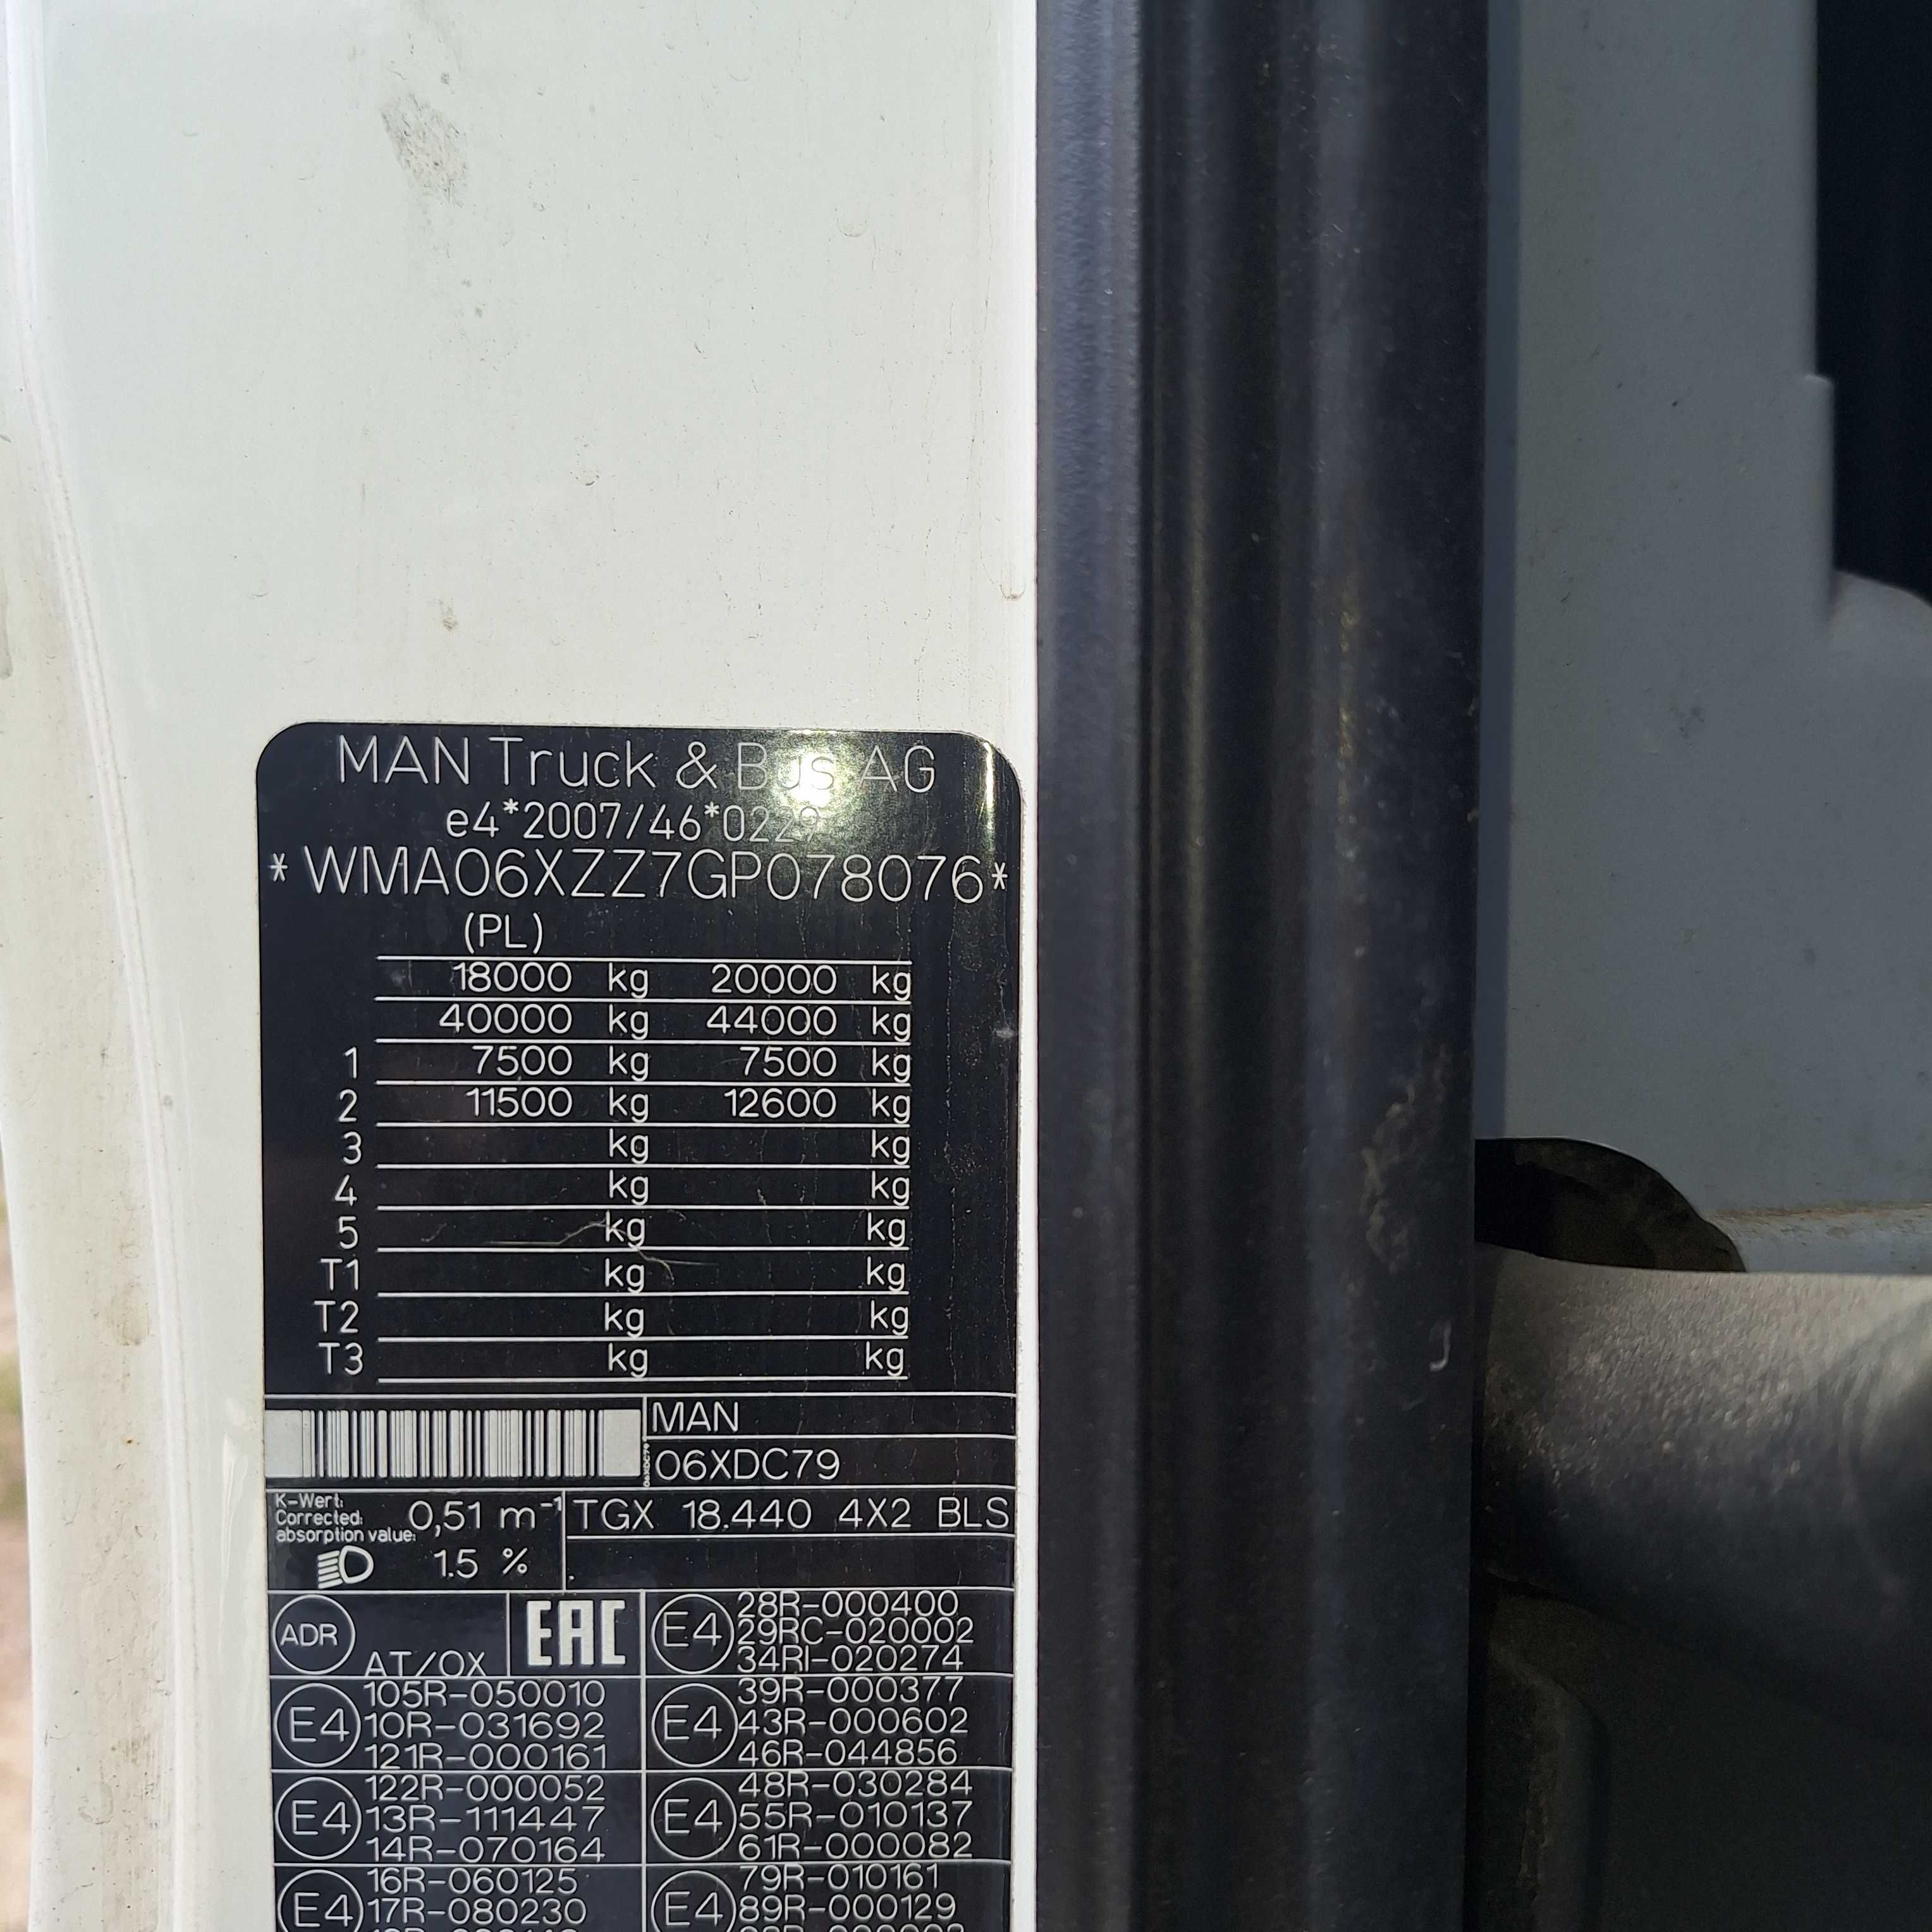 MAN Truck & Bus AG
e4*2007/46*0229
*WMA06XZZ7GP078076*
(PL)
18000 kg 20000 kg
40000 kg 44000 kg
1 7500 kg 7500 kg
2 11500 kg 12600 kg
3 kg kg
4 kg kg
5 kg kg
T1 kg kg
T2 kg kg
T3 kg kg
MAN
06XDC79
06XDC79
K-Wert:
Corrected:
absorption value:
0,51 m⁻¹
TGX 18.440 4X2 BLS
1.5 %
.
ADR
AT/OX
EAC
E4
28R-000400
29RC-020002
34RI-020274
E4
105R-050010
10R-031692
121R-000161
E4
39R-000377
43R-000602
46R-044856
E4
122R-000052
13R-111447
14R-070164
E4
48R-030284
55R-010137
61R-000082
E4
16R-060125
17R-080230
E4
79R-010161
89R-000129